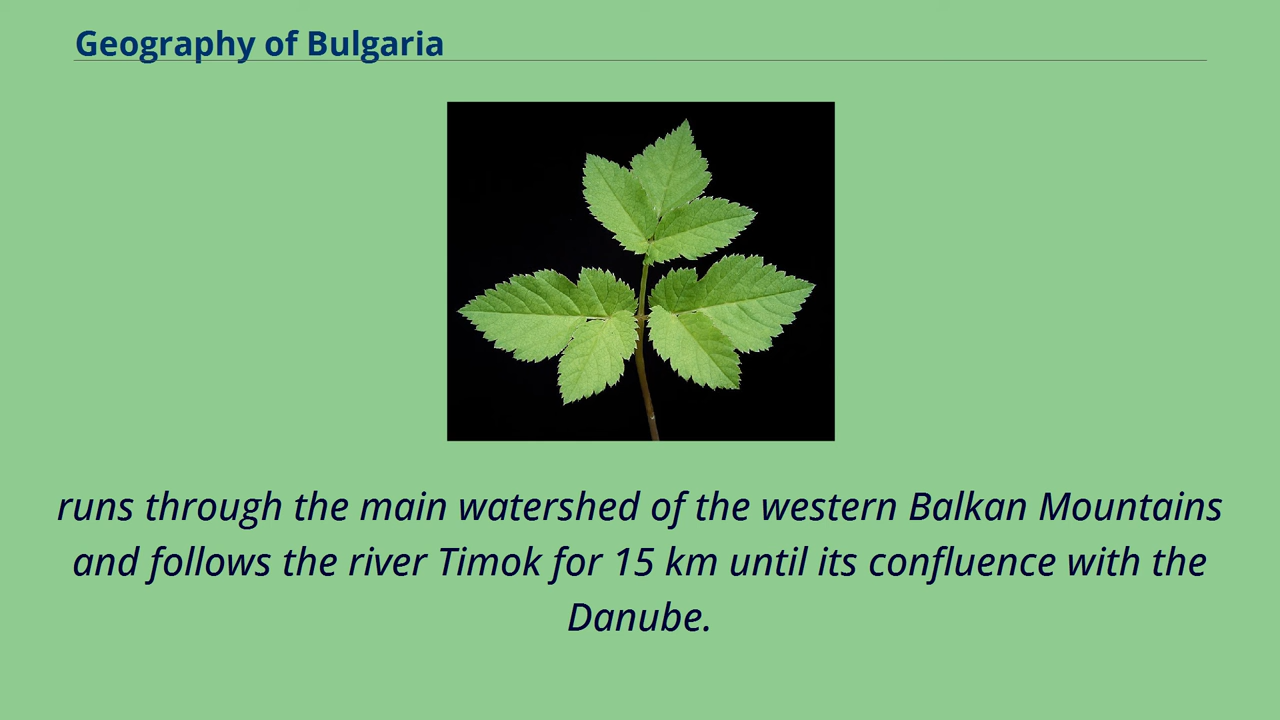 Geography of Bulgaria
runs through the main watershed of the western Balkan Mountains
and follows the river Timok for 15 km until its confluence with the
Danube.